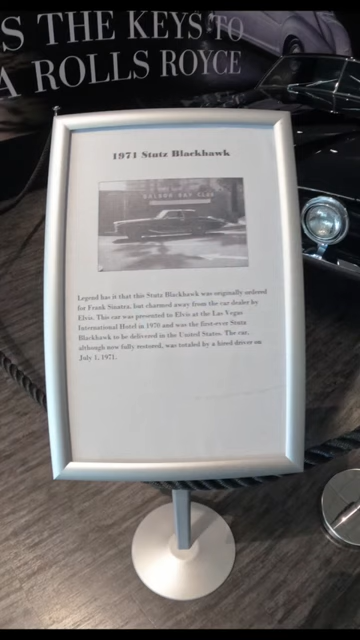 S THE KEYS TO
A ROLLS ROYCE
1971 Stutz Blackhawk
Legend has it that this Stutz Blackhawk was originally ordered
for Frank Sinatra, but charmed away from the car dealer by
Elvis. This car was presented to Elvis at the Las Vegas
International Hotel in 1970 and was the first-ever Stutz
Blackhawk to be delivered in the United States. The car,
although now fully restored, was totaled by a hired driver on
July 1, 1971.